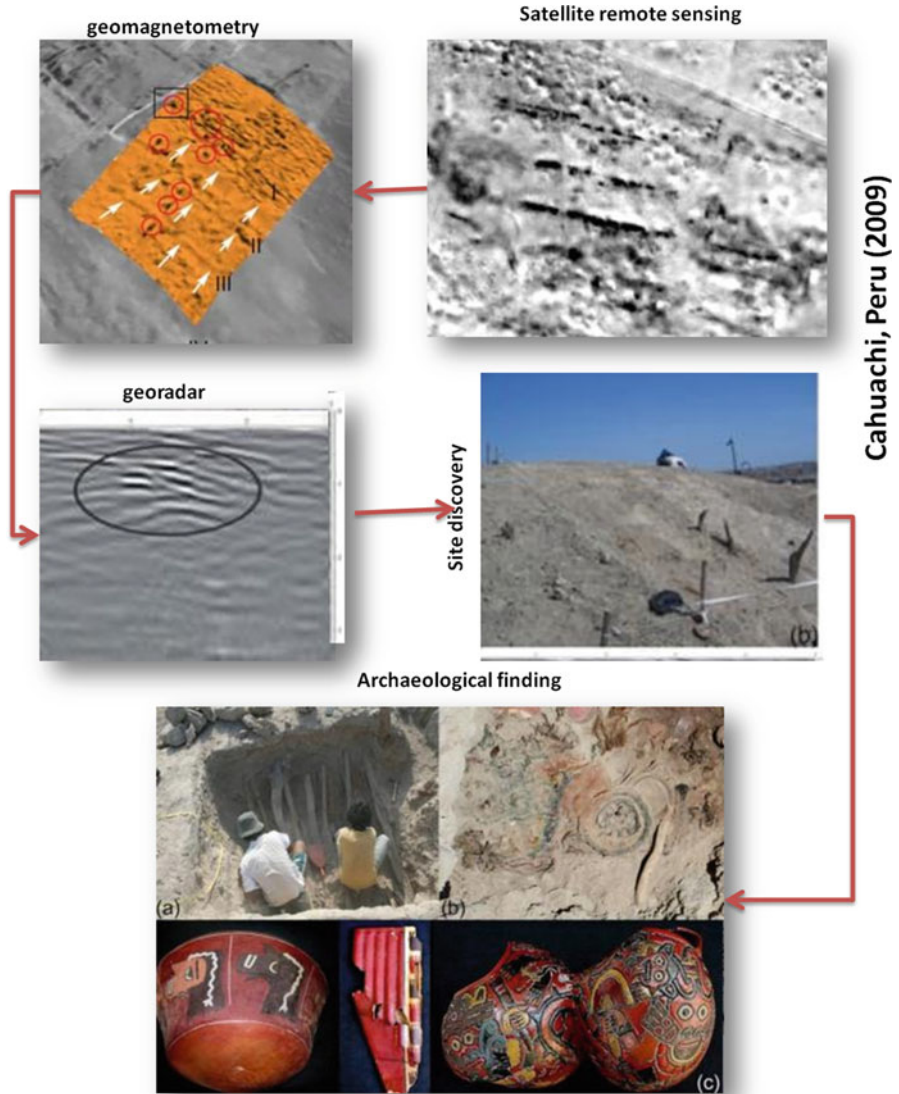 Satellite remote sensing
geomagnetometry
I
II
III
Cahuachi, Peru (2009)
georadar
Site discovery
(b)
Archaeological finding
(a)
(b)
(c)